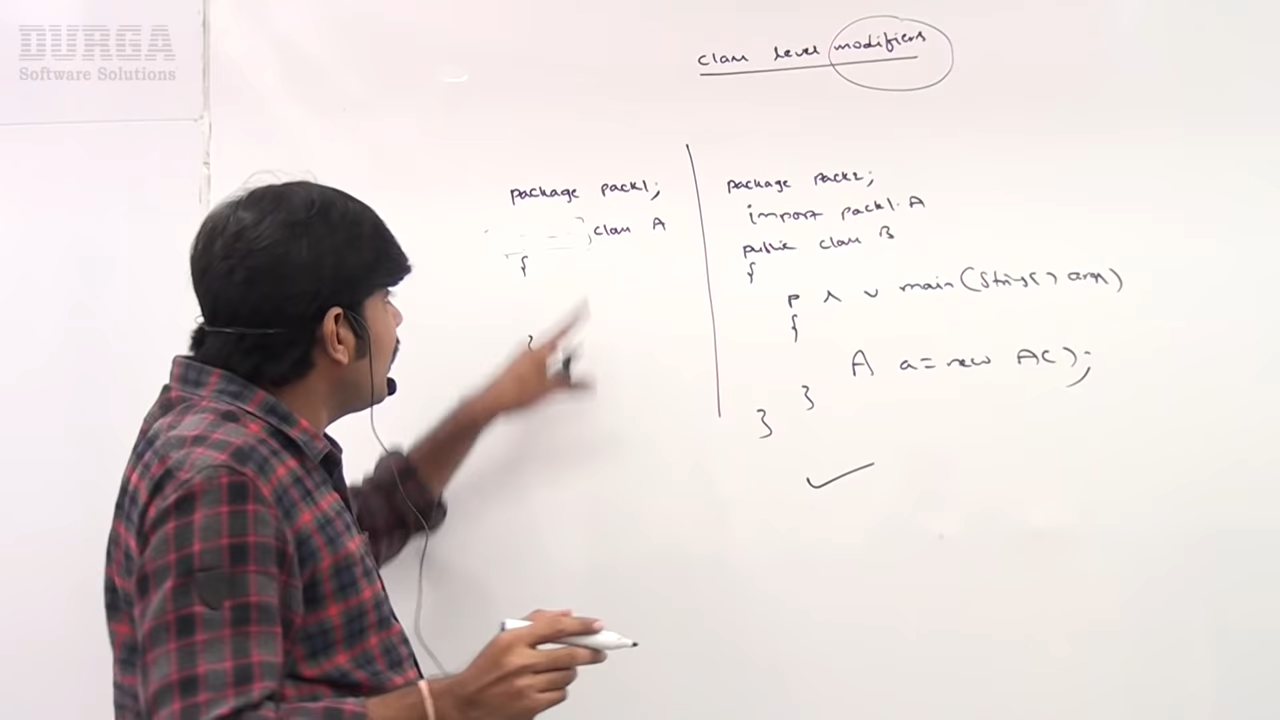 DURGA
Software Solutions
class level modifiers
package pack1;
class A
{
}
package pack2;
import pack1.A
public class B
{
p s v main(String[] args)
{
A a = new A();
}
}